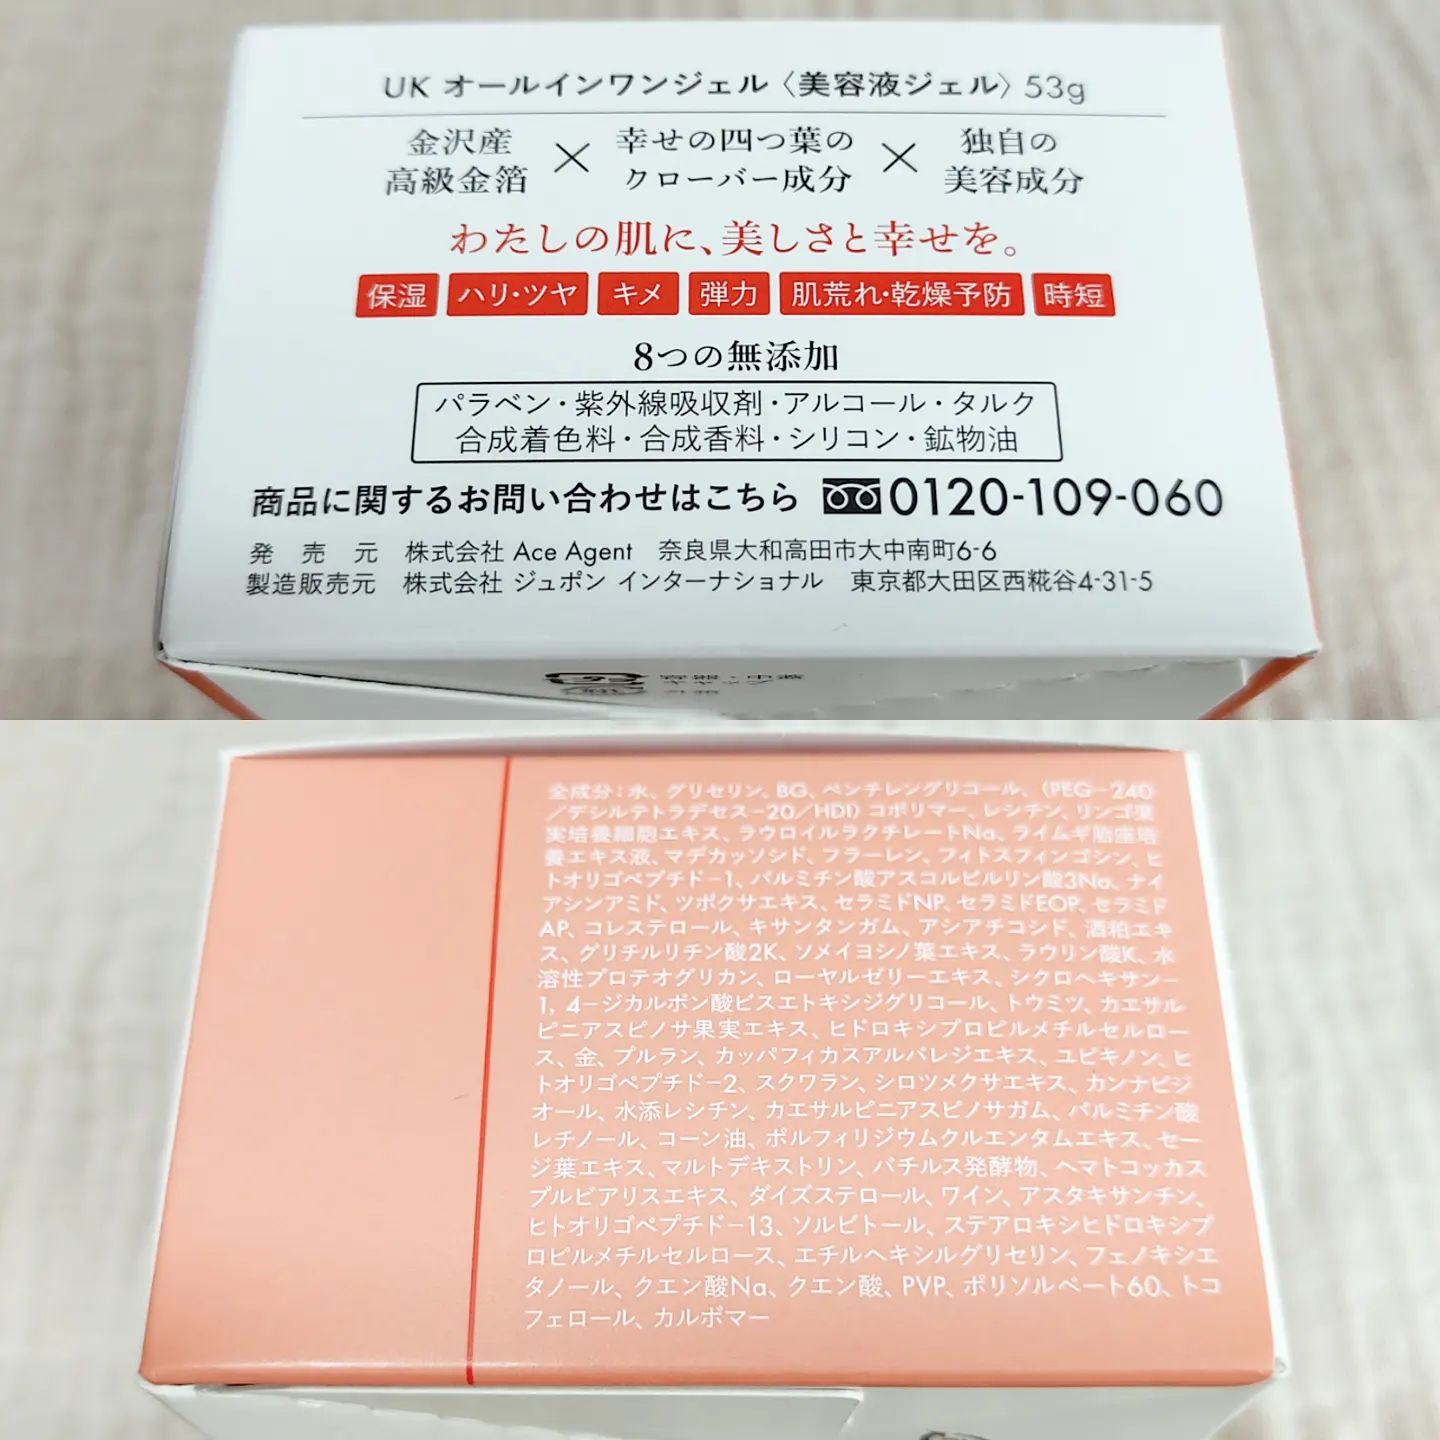 UK オールインワンジェル〈美容液ジェル〉53g
金沢産
高級金箔
×
幸せの四つ葉の
クローバー成分
×
独自の
美容成分
わたしの肌に、美しさと幸せを。
保湿 ハリ・ツヤ キメ 弾力 肌荒れ・乾燥予防 時短
8つの無添加
パラベン・紫外線吸収剤・アルコール・タルク
合成着色料・合成香料・シリコン・鉱物油
商品に関するお問い合わせはこちら 0120-109-060
発売元 株式会社 Ace Agent 奈良県大和高田市大中南町6-6
製造販売元 株式会社 ジュポン インターナショナル 東京都大田区西糀谷4-31-5
全成分：水、グリセリン、BG、ペンチレングリコール、（PEG－240
／デシルテトラデセス－20／HDI）コポリマー、レシチン、リンゴ果
実培養細胞エキス、ラウロイルラクチレートNa、ライムギ胎座培
養エキス液、マデカッソシド、フラーレン、フィトスフィンゴシン、ヒ
トオリゴペプチド－1、パルミチン酸アスコルビルリン酸3Na、ナイ
アシンアミド、ツボクサエキス、セラミドNP、セラミドEOP、セラミド
AP、コレステロール、キサンタンガム、アシアチコシド、酒粕エキ
ス、グリチルリチン酸2K、ソメイヨシノ葉エキス、ラウリン酸K、水
溶性プロテオグリカン、ローヤルゼリーエキス、シクロヘキサン－
1，4－ジカルボン酸ビスエトキシジグリコール、トウミツ、カエサル
ピニアスピノサ果実エキス、ヒドロキシプロピルメチルセルロー
ス、金、プルラン、カッパフィカスアルバレジエキス、ユビキノン、ヒ
トオリゴペプチド－2、スクワラン、シロツメクサエキス、カンナビジ
オール、水添レシチン、カエサルピニアスピノサガム、パルミチン酸
レチノール、コーン油、ポルフィリジウムクルエンタムエキス、セー
ジ葉エキス、マルトデキストリン、バチルス発酵物、ヘマトコッカス
プルビアリスエキス、ダイズステロール、ワイン、アスタキサンチン、
ヒトオリゴペプチド－13、ソルビトール、ステアロキシヒドロキシプ
ロピルメチルセルロース、エチルヘキシルグリセリン、フェノキシエ
タノール、クエン酸Na、クエン酸、PVP、ポリソルベート60、トコ
フェロール、カルボマー